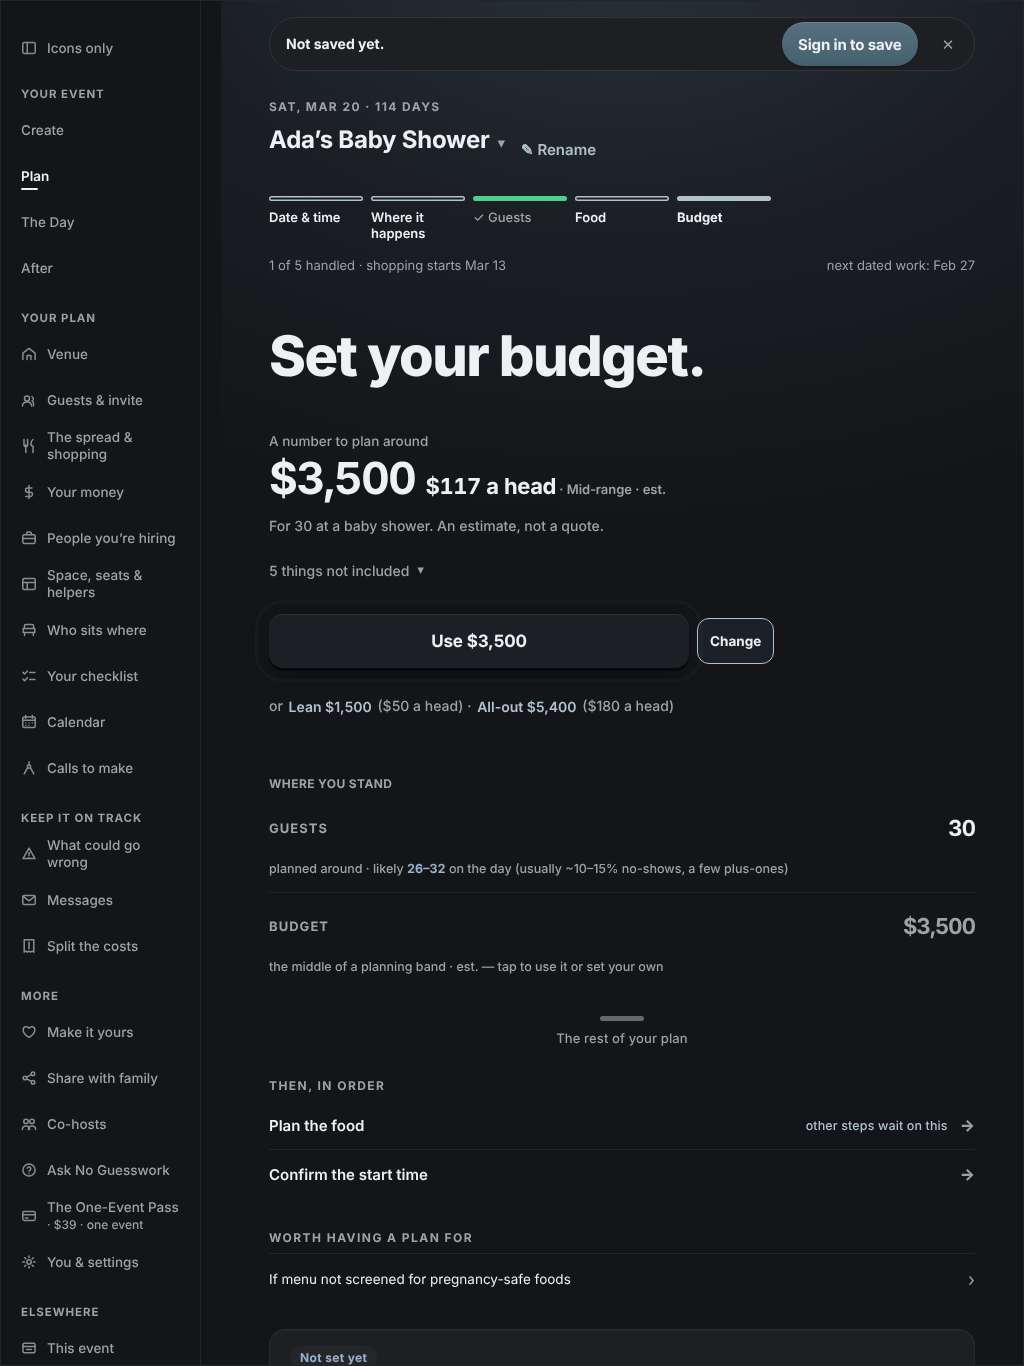 Icons only
YOUR EVENT
Create
Plan
The Day
After
YOUR PLAN
Venue
Guests & invite
The spread &
shopping
Your money
People you’re hiring
Space, seats &
helpers
Who sits where
Your checklist
Calendar
Calls to make
KEEP IT ON TRACK
What could go
wrong
Messages
Split the costs
MORE
Make it yours
Share with family
Co-hosts
Ask No Guesswork
The One-Event Pass
· $39 · one event
You & settings
ELSEWHERE
This event
Not saved yet.
Sign in to save ×
SAT, MAR 20 · 114 DAYS
Ada’s Baby Shower ▾ ✎ Rename
Date & time
Where it
happens
✓ Guests
Food
Budget
1 of 5 handled · shopping starts Mar 13
next dated work: Feb 27
Set your budget.
A number to plan around
$3,500 $117 a head · Mid-range · est.
For 30 at a baby shower. An estimate, not a quote.
5 things not included ▾
Use $3,500
Change
or Lean $1,500 ($50 a head) · All-out $5,400 ($180 a head)
WHERE YOU STAND
GUESTS 30
planned around · likely 26–32 on the day (usually ~10–15% no-shows, a few plus-ones)
BUDGET $3,500
the middle of a planning band · est. — tap to use it or set your own
The rest of your plan
THEN, IN ORDER
Plan the food other steps wait on this →
Confirm the start time →
WORTH HAVING A PLAN FOR
If menu not screened for pregnancy-safe foods ›
Not set yet